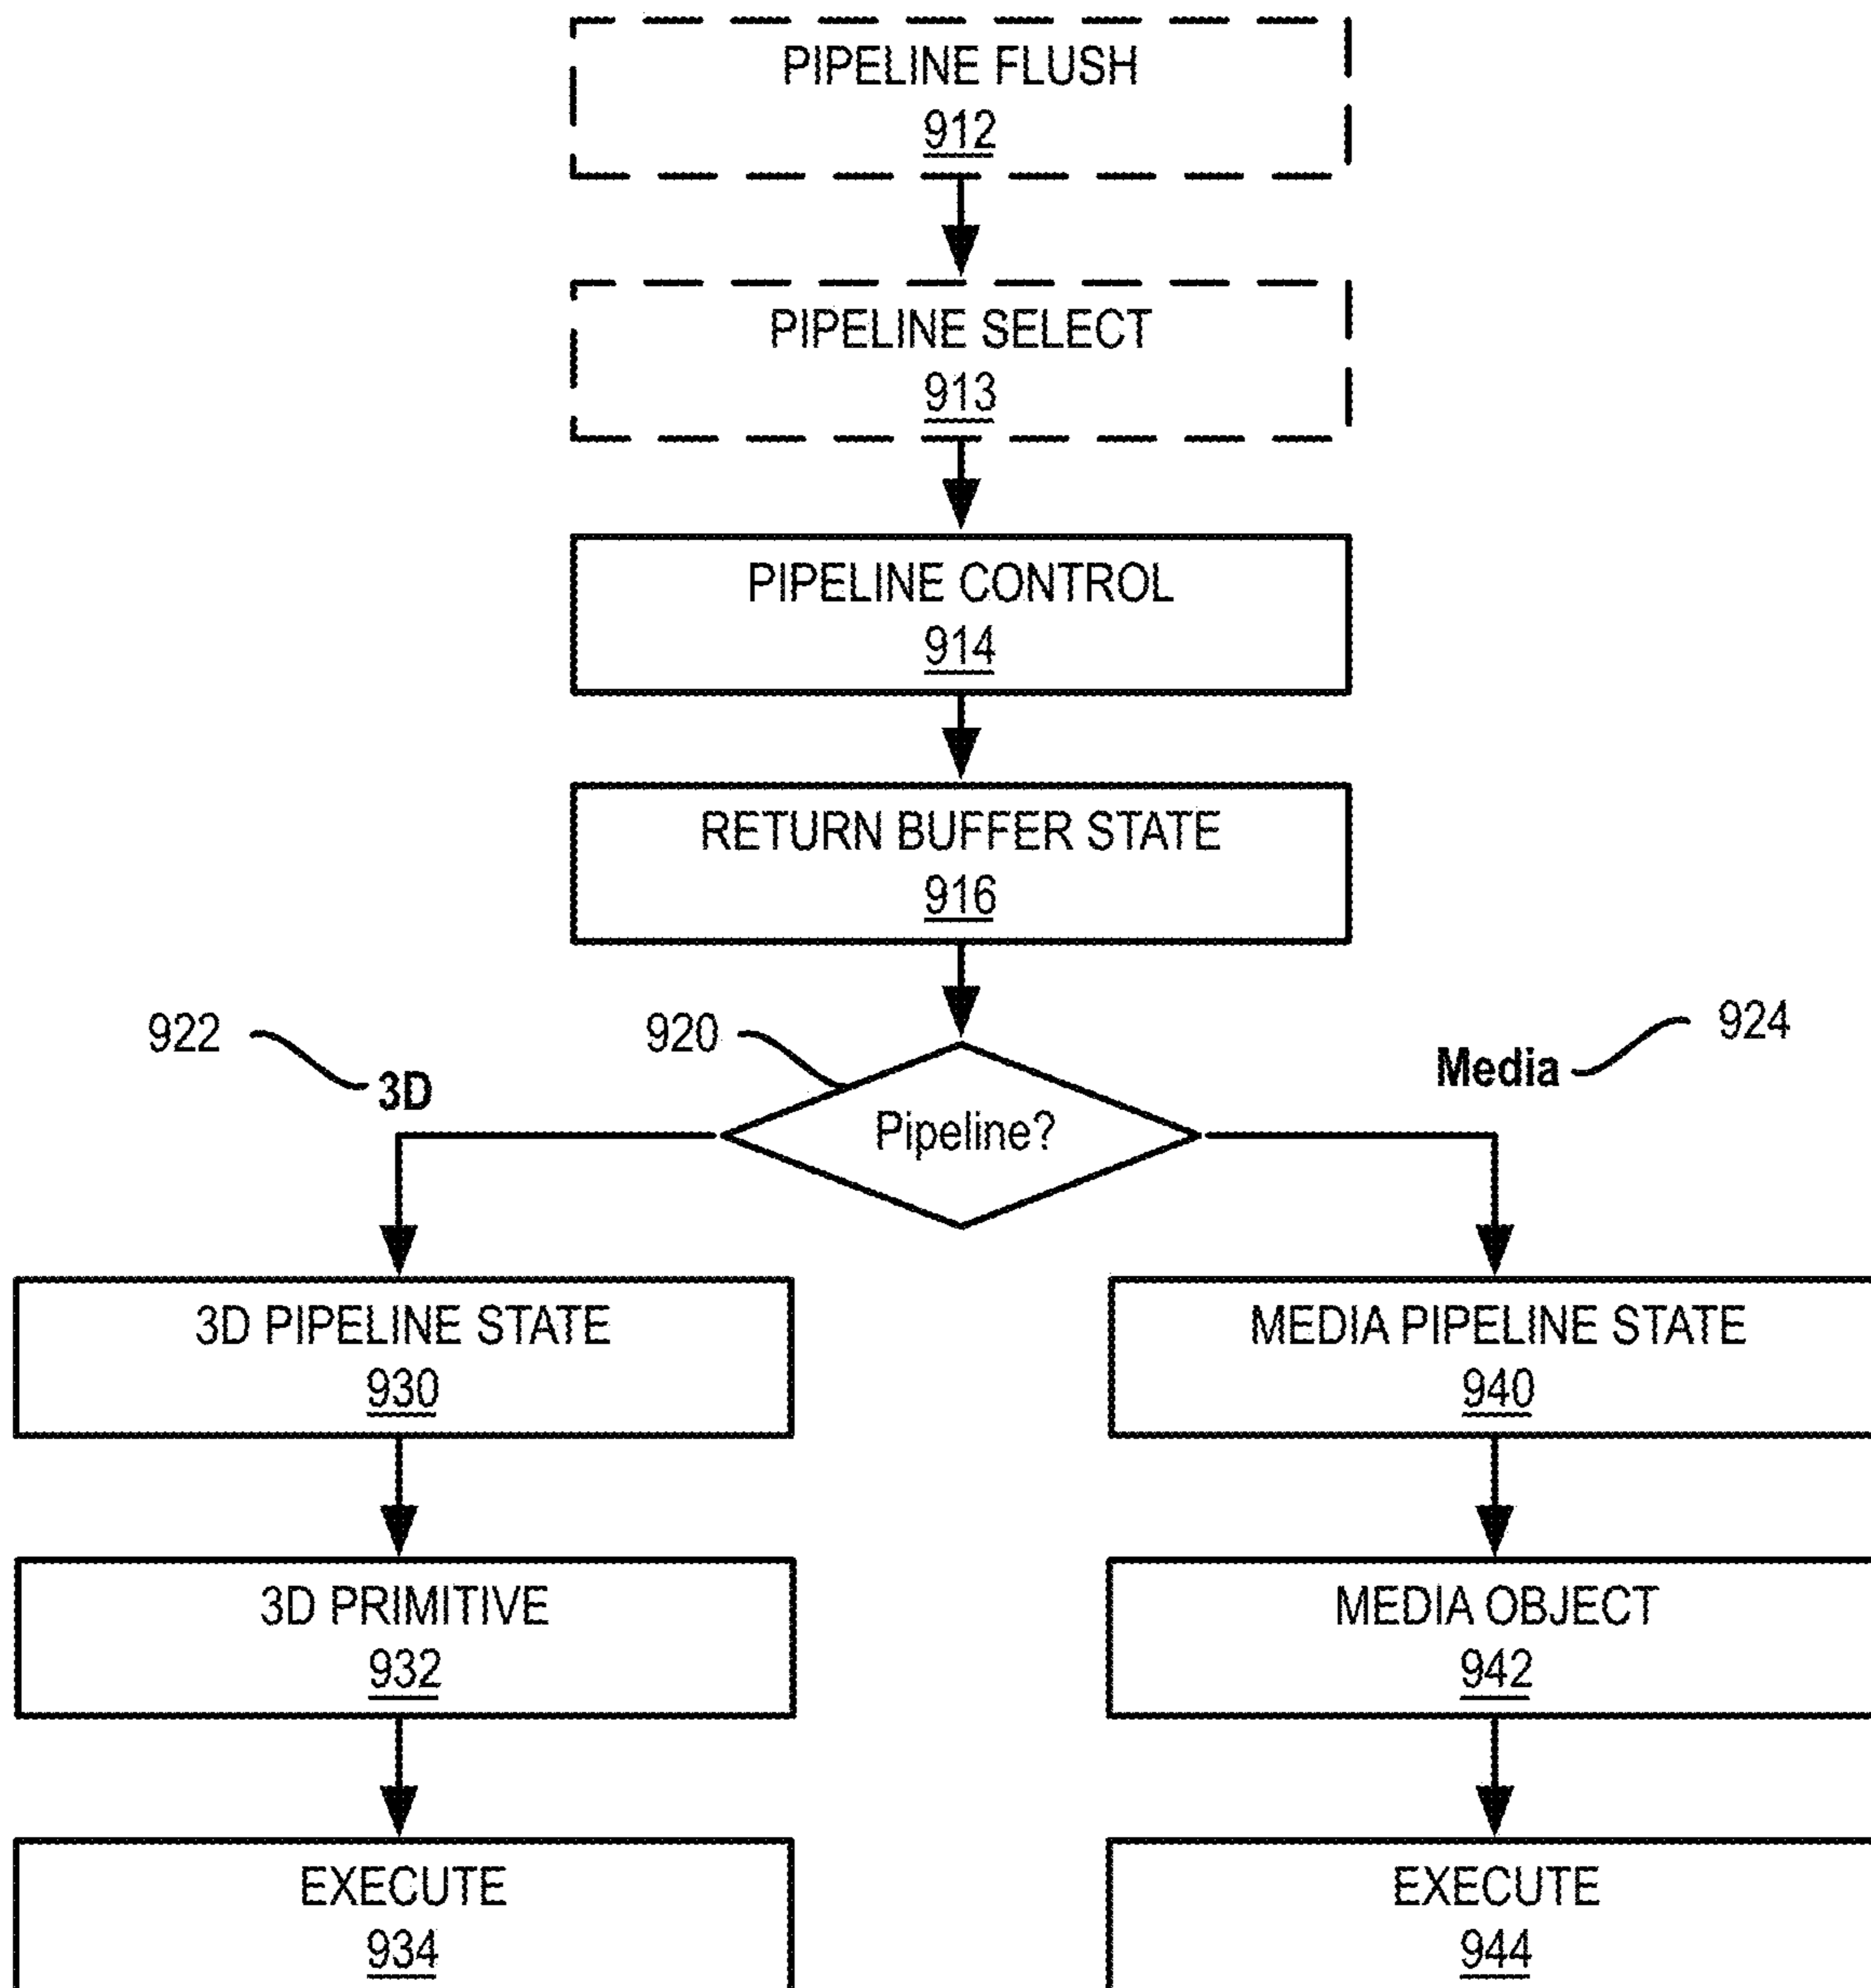 PIPELINE FLUSH
912
PIPELINE SELECT
913
PIPELINE CONTROL
914
RETURN BUFFER STATE
916
922
920
924
3D
Media
Pipeline?
3D PIPELINE STATE
930
MEDIA PIPELINE STATE
940
3D PRIMITIVE
932
MEDIA OBJECT
942
EXECUTE
934
EXECUTE
944